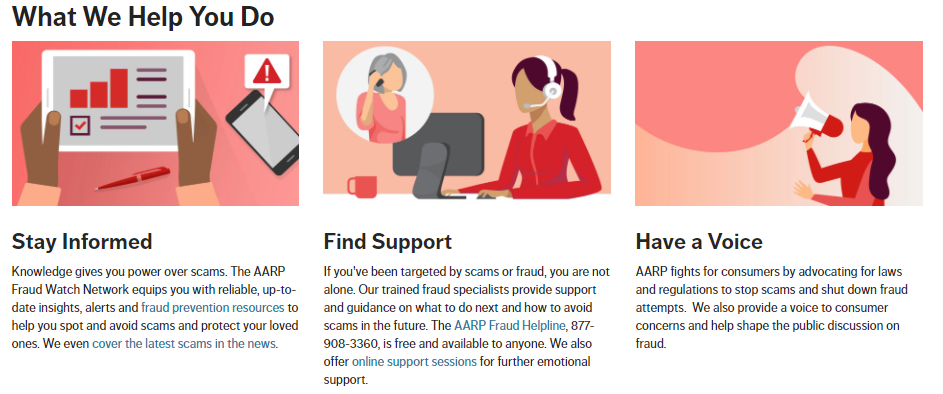 What We Help You Do
Stay Informed
Knowledge gives you power over scams. The AARP
Fraud Watch Network equips you with reliable, up-to-
date insights, alerts and fraud prevention resources to
help you spot and avoid scams and protect your loved
ones. We even cover the latest scams in the news.
Find Support
If you've been targeted by scams or fraud, you are not
alone. Our trained fraud specialists provide support
and guidance on what to do next and how to avoid
scams in the future. The AARP Fraud Helpline, 877-
908-3360, is free and available to anyone. We also
offer online support sessions for further emotional
support.
Have a Voice
AARP fights for consumers by advocating for laws
and regulations to stop scams and shut down fraud
attempts.  We also provide a voice to consumer
concerns and help shape the public discussion on
fraud.